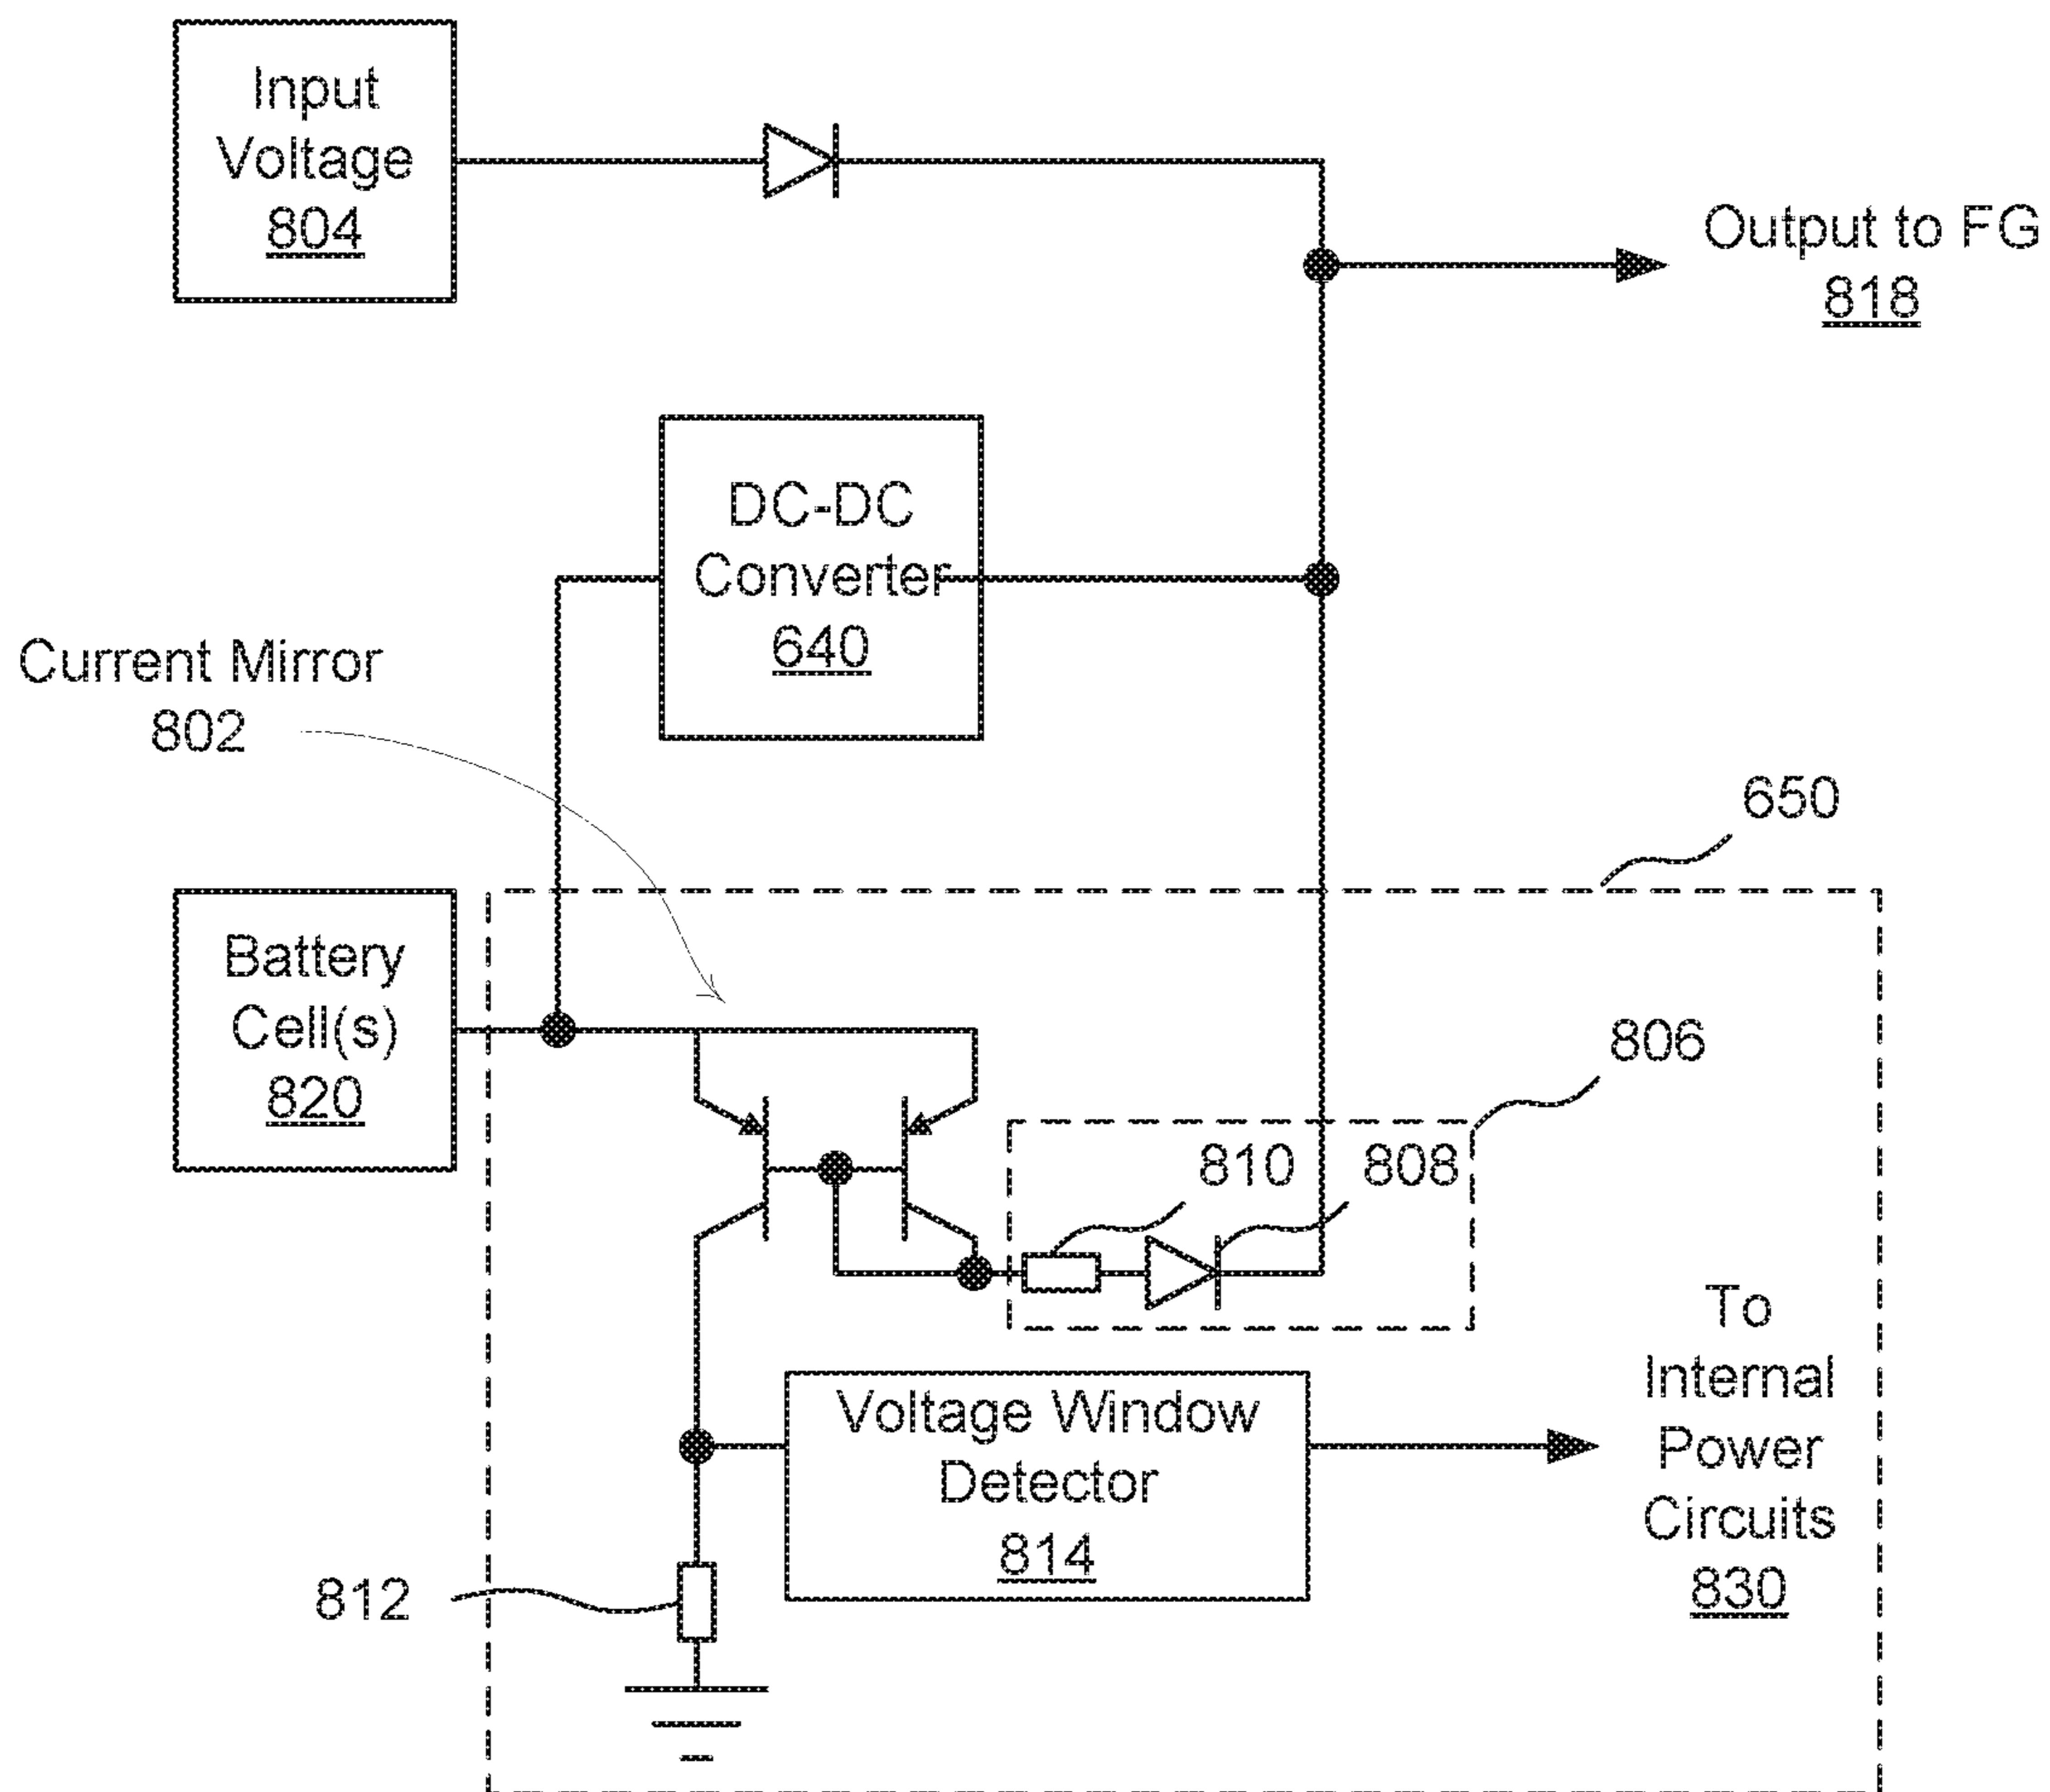 Input
Voltage
804
Output to FG
818
DC-DC
Converter
640
Current Mirror
802
650
Battery
Cell(s)
820
806
810
808
To
Internal
Power
Circuits
830
Voltage Window
Detector
814
812